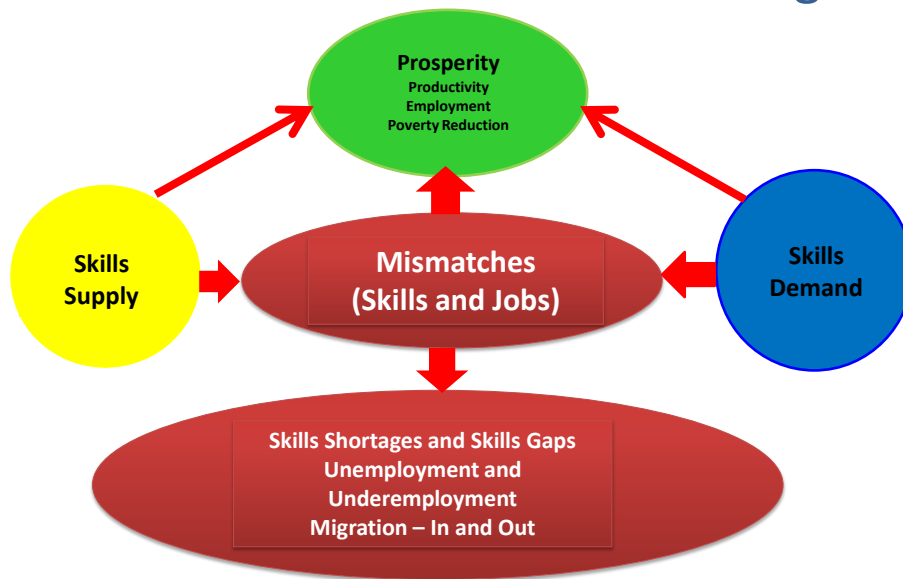 Prosperity
Productivity
Employment
Poverty Reduction
Skills
Supply
Mismatches
(Skills and Jobs)
Skills
Demand
Skills Shortages and Skills Gaps
Unemployment and
Underemployment
Migration – In and Out